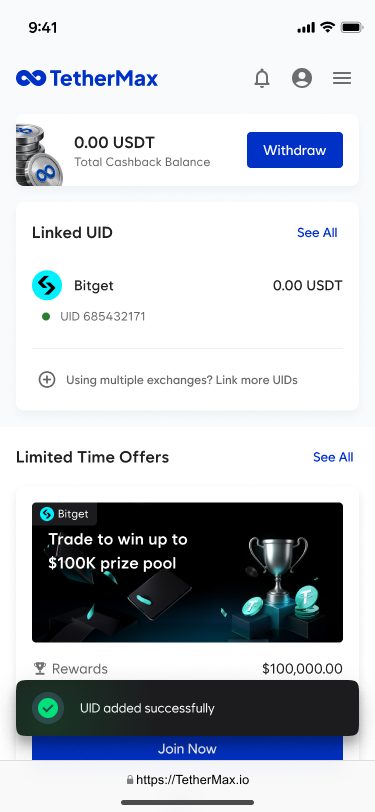 9:41
TetherMax
0.00 USDT
Total Cashback Balance
Withdraw
Linked UID
See All
Bitget
0.00 USDT
UID 685432171
Using multiple exchanges? Link more UIDs
Limited Time Offers
See All
Bitget
Trade to win up to
$100K prize pool
Rewards
$100,000.00
UID added successfully
Join Now
https://TetherMax.io